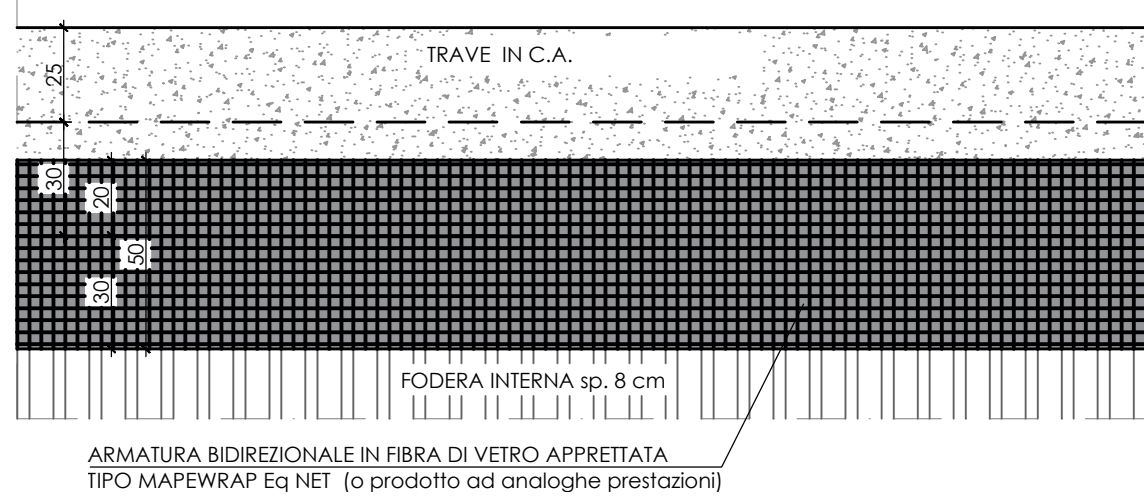 TRAVE IN C.A.
25
30
20
50
30
FODERA INTERNA sp. 8 cm
ARMATURA BIDIREZIONALE IN FIBRA DI VETRO APPRETTATA
TIPO MAPEWRAP Eq NET (o prodotto ad analoghe prestazioni)